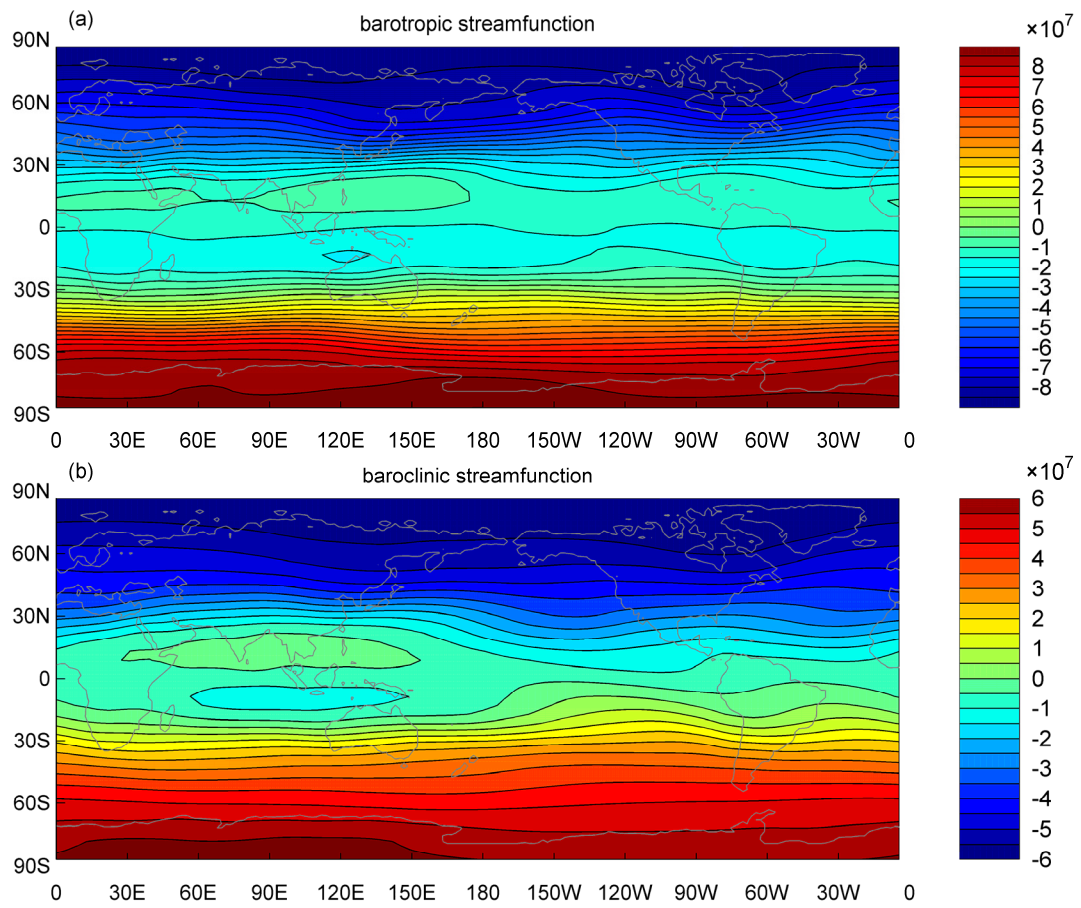 (a) barotropic streamfunction ×10⁷
90N
60N
30N
0
30S
60S
90S
0 30E 60E 90E 120E 150E 180 150W 120W 90W 60W 30W 0
8
7
6
5
4
3
2
1
0
-1
-2
-3
-4
-5
-6
-7
-8
(b) baroclinic streamfunction ×10⁷
90N
60N
30N
0
30S
60S
90S
0 30E 60E 90E 120E 150E 180 150W 120W 90W 60W 30W 0
6
5
4
3
2
1
0
-1
-2
-3
-4
-5
-6